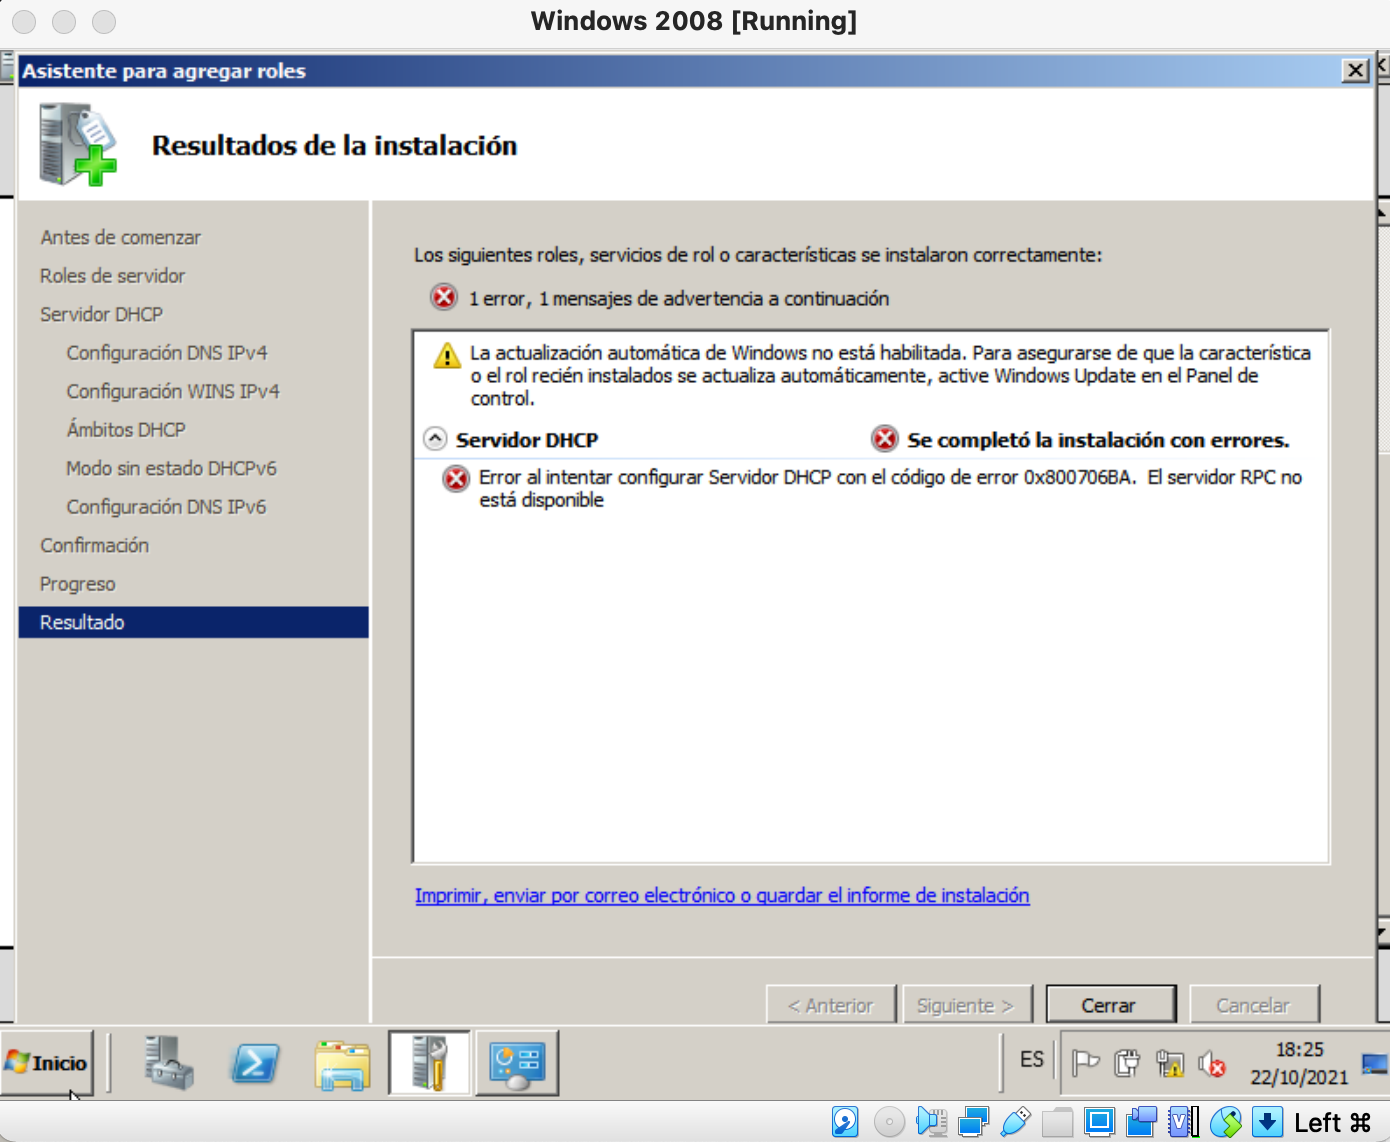 Windows 2008 [Running]
Asistente para agregar roles
Resultados de la instalación
Antes de comenzar
Roles de servidor
Servidor DHCP
Configuración DNS IPv4
Configuración WINS IPv4
Ámbitos DHCP
Modo sin estado DHCPv6
Configuración DNS IPv6
Confirmación
Progreso
Resultado
Los siguientes roles, servicios de rol o características se instalaron correctamente:
1 error, 1 mensajes de advertencia a continuación
La actualización automática de Windows no está habilitada. Para asegurarse de que la característica
o el rol recién instalados se actualiza automáticamente, active Windows Update en el Panel de
control.
Servidor DHCP Se completó la instalación con errores.
Error al intentar configurar Servidor DHCP con el código de error 0x800706BA. El servidor RPC no
está disponible
Imprimir, enviar por correo electrónico o guardar el informe de instalación
< Anterior Siguiente > Cerrar Cancelar
Inicio ES 18:25
22/10/2021
Left ⌘